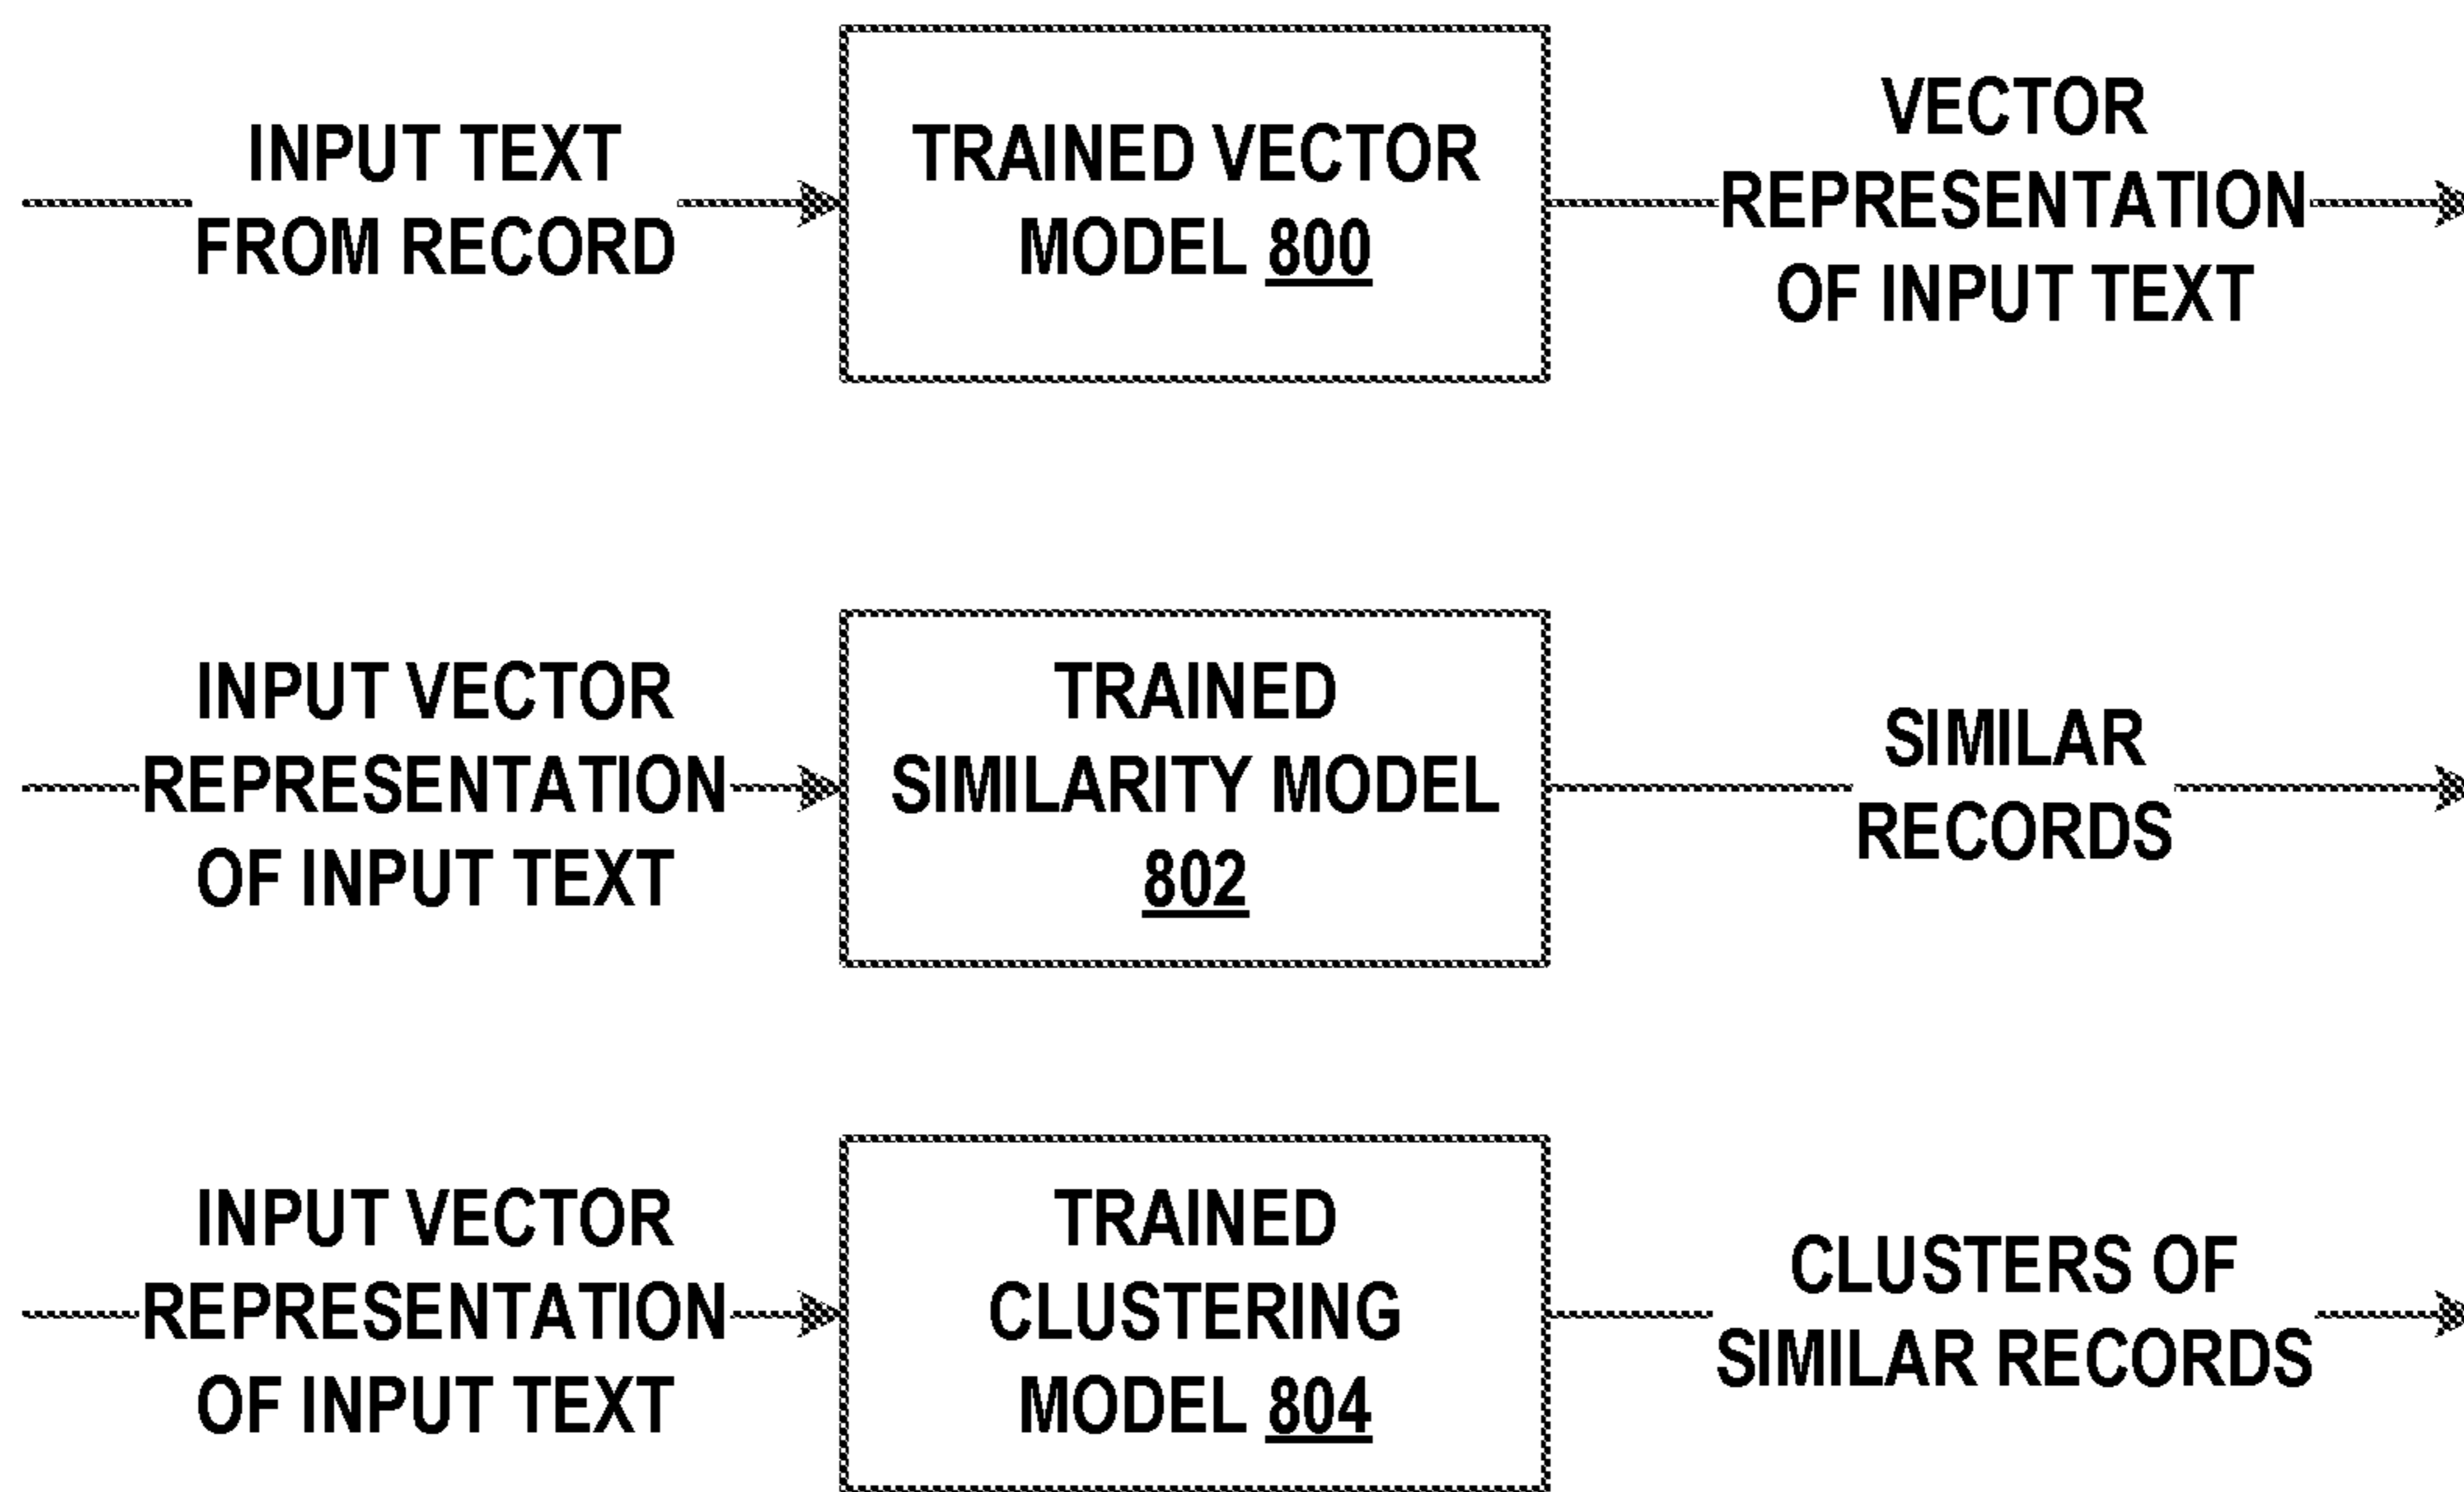 INPUT TEXT
FROM RECORD
TRAINED VECTOR
MODEL 800
VECTOR
REPRESENTATION
OF INPUT TEXT
INPUT VECTOR
REPRESENTATION
OF INPUT TEXT
TRAINED
SIMILARITY MODEL
802
SIMILAR
RECORDS
INPUT VECTOR
REPRESENTATION
OF INPUT TEXT
TRAINED
CLUSTERING
MODEL 804
CLUSTERS OF
SIMILAR RECORDS